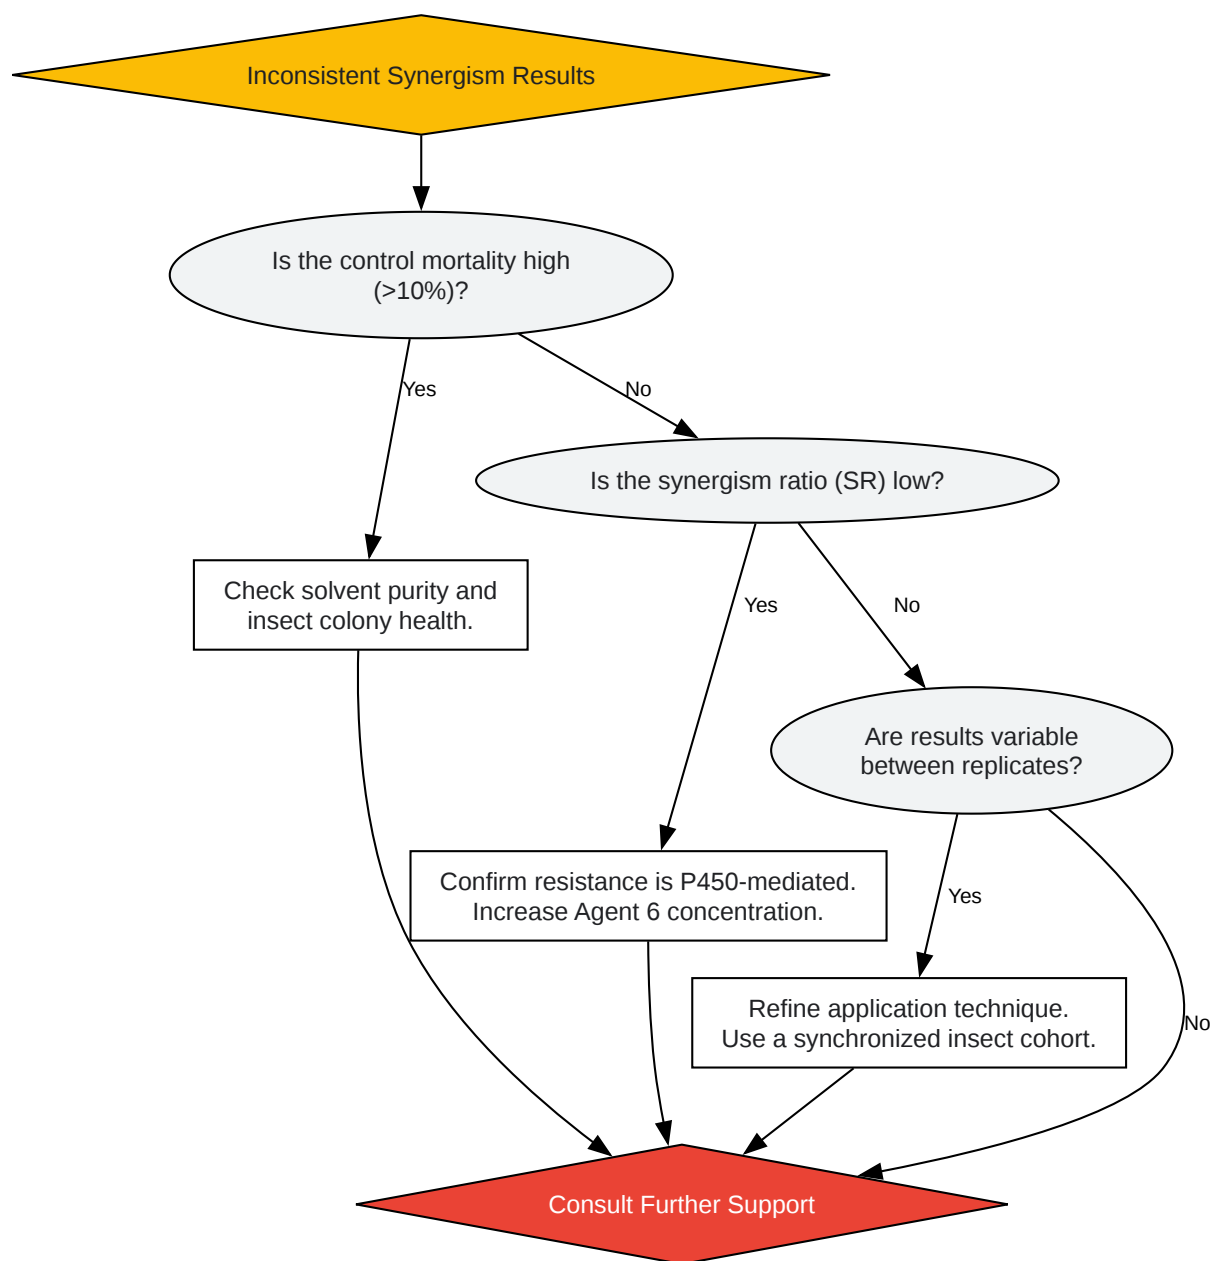 Inconsistent Synergism Results
Is the control mortality high
(>10%)?
Yes
No
Is the synergism ratio (SR) low?
Check solvent purity and
insect colony health.
Yes
No
Are results variable
between replicates?
Confirm resistance is P450-mediated.
Increase Agent 6 concentration.
Yes
Refine application technique.
Use a synchronized insect cohort.
No
Consult Further Support